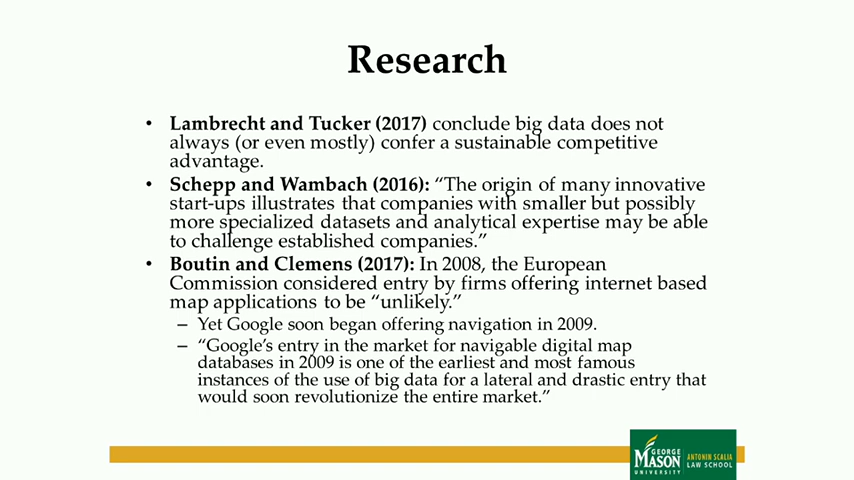 Research
• Lambrecht and Tucker (2017) conclude big data does not
always (or even mostly) confer a sustainable competitive
advantage.
• Schepp and Wambach (2016): “The origin of many innovative
start-ups illustrates that companies with smaller but possibly
more specialized datasets and analytical expertise may be able
to challenge established companies.”
• Boutin and Clemens (2017): In 2008, the European
Commission considered entry by firms offering internet based
map applications to be “unlikely.”
– Yet Google soon began offering navigation in 2009.
– “Google’s entry in the market for navigable digital map
databases in 2009 is one of the earliest and most famous
instances of the use of big data for a lateral and drastic entry that
would soon revolutionize the entire market.”
GEORGE
MASON
UNIVERSITY
ANTONIN SCALIA
LAW SCHOOL